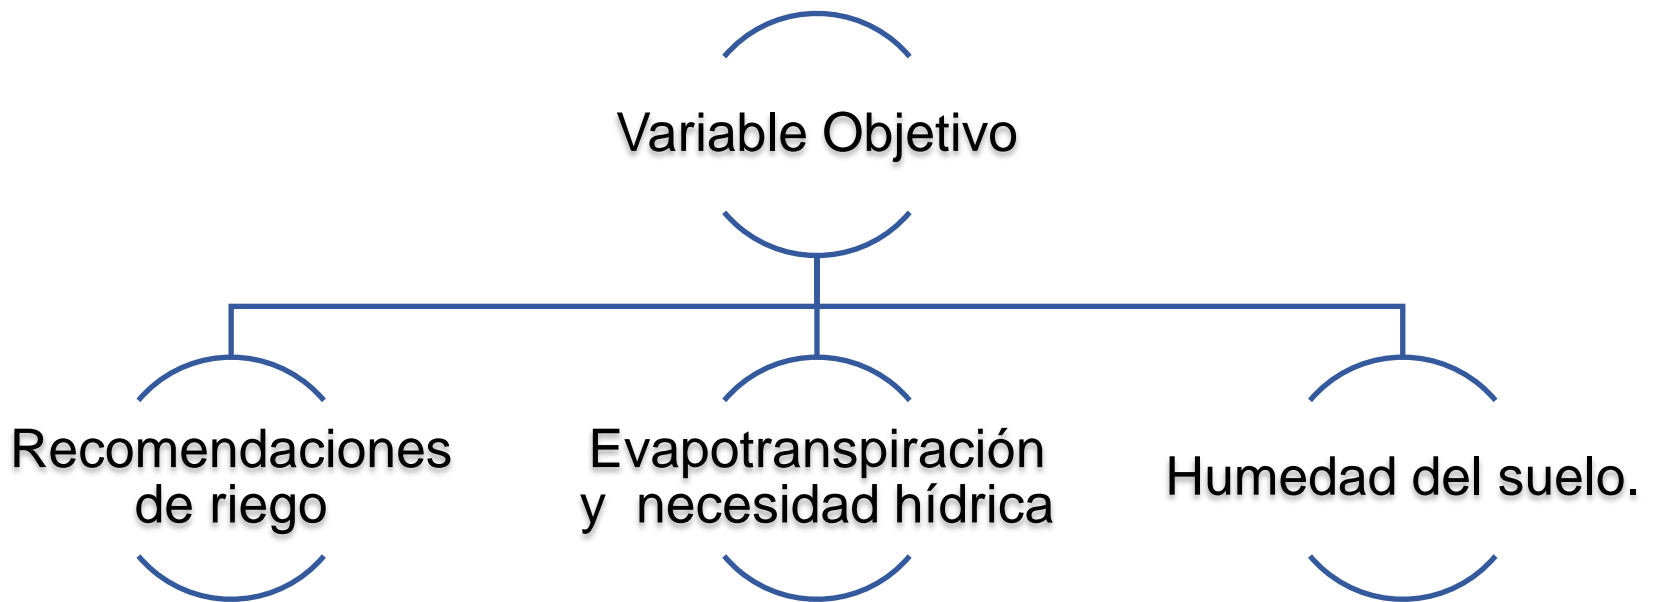 Variable Objetivo
Recomendaciones
de riego
Evapotranspiración
y  necesidad hídrica
Humedad del suelo.